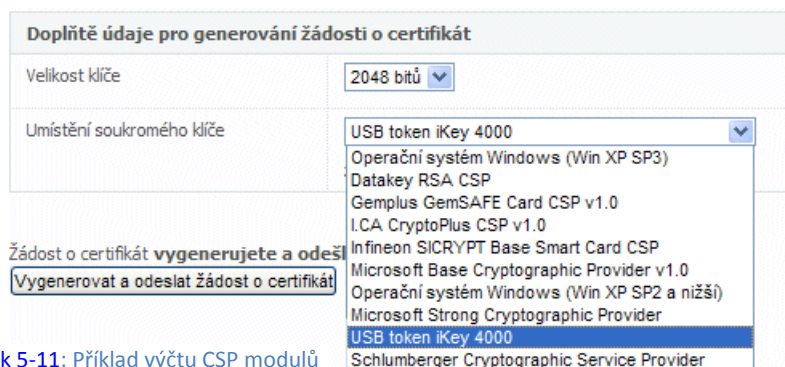 Doplňtě údaje pro generování žádosti o certifikát
Velikost klíče
2048 bitů
Umístění soukromého klíče
USB token iKey 4000
Operační systém Windows (Win XP SP3)
Datakey RSA CSP
Gemplus GemSAFE Card CSP v1.0
I.CA CryptoPlus CSP v1.0
Infineon SICRYPT Base Smart Card CSP
Microsoft Base Cryptographic Provider v1.0
Operační systém Windows (Win XP SP2 a nižší)
Microsoft Strong Cryptographic Provider
USB token iKey 4000
Schlumberger Cryptographic Service Provider
Žádost o certifikát vygenerujete a odešl
Vygenerovat a odeslat žádost o certifikát
k 5-11: Příklad výčtu CSP modulů